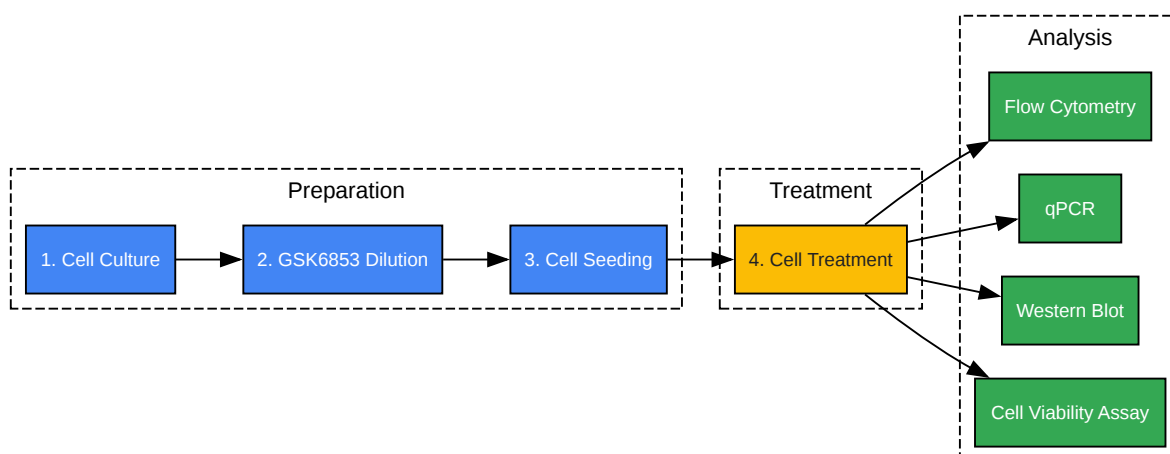 Preparation
1. Cell Culture
2. GSK6853 Dilution
3. Cell Seeding
Treatment
4. Cell Treatment
Analysis
Flow Cytometry
qPCR
Western Blot
Cell Viability Assay